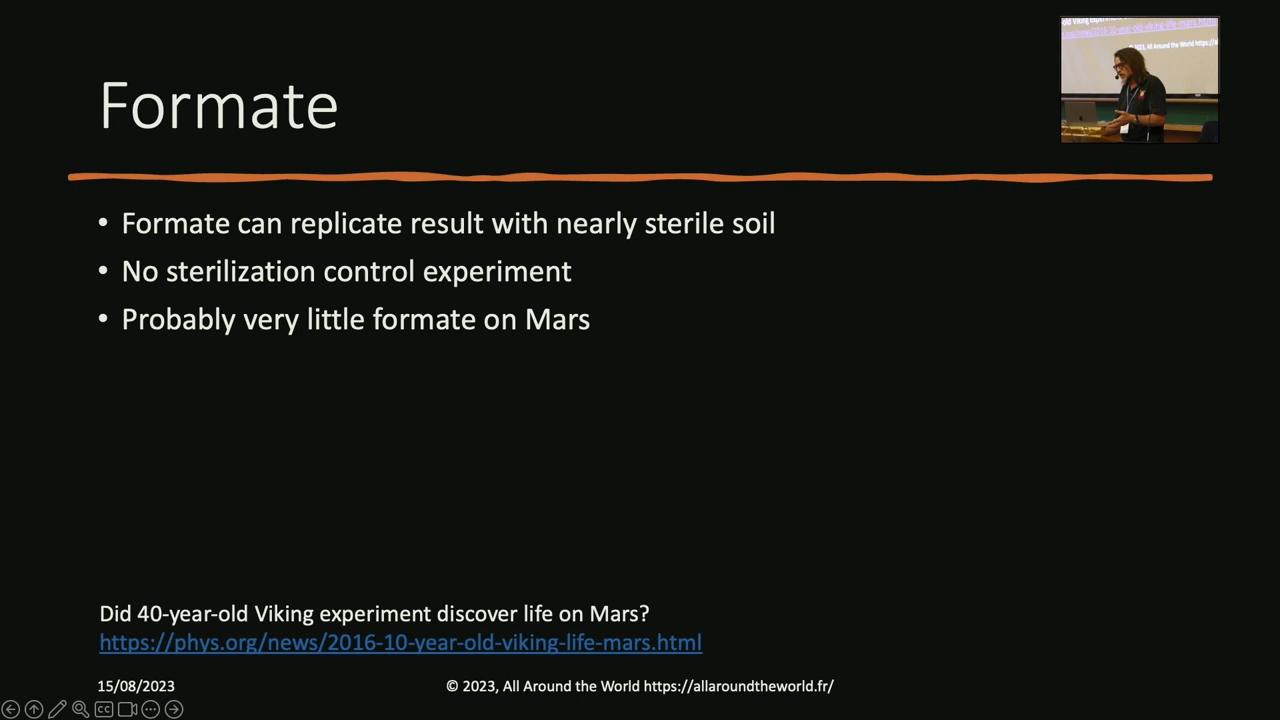 Formate
• Formate can replicate result with nearly sterile soil
• No sterilization control experiment
• Probably very little formate on Mars
Did 40-year-old Viking experiment discover life on Mars?
https://phys.org/news/2016-10-year-old-viking-life-mars.html
15/08/2023
© 2023, All Around the World https://allaroundtheworld.fr/
CC